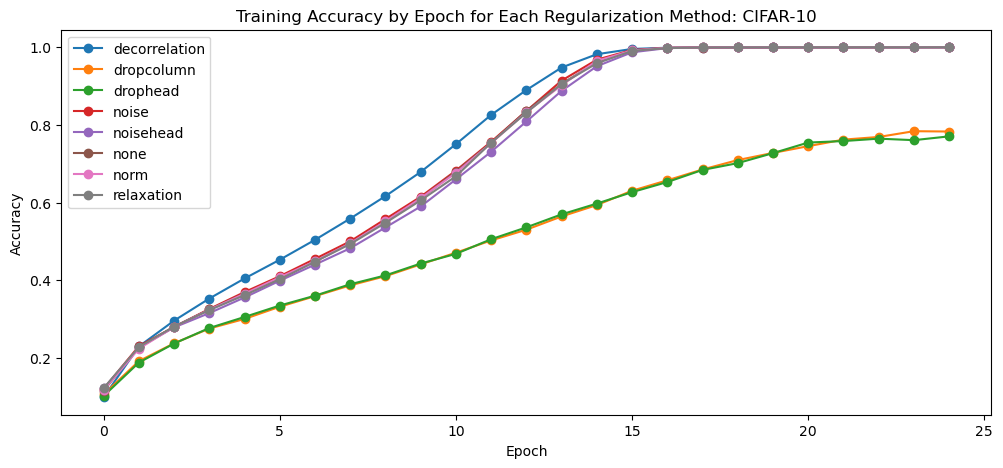 Training Accuracy by Epoch for Each Regularization Method: CIFAR-10
decorrelation
dropcolumn
drophead
noise
noisehead
none
norm
relaxation
Accuracy
1.0
0.8
0.6
0.4
0.2
0
5
10
15
20
25
Epoch